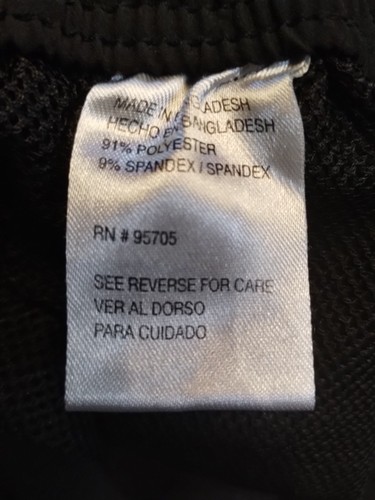 MADE IN BANGLADESH
HECHO EN BANGLADESH
91% POLYESTER
9% SPANDEX / SPANDEX
RN # 95705
SEE REVERSE FOR CARE
VER AL DORSO
PARA CUIDADO